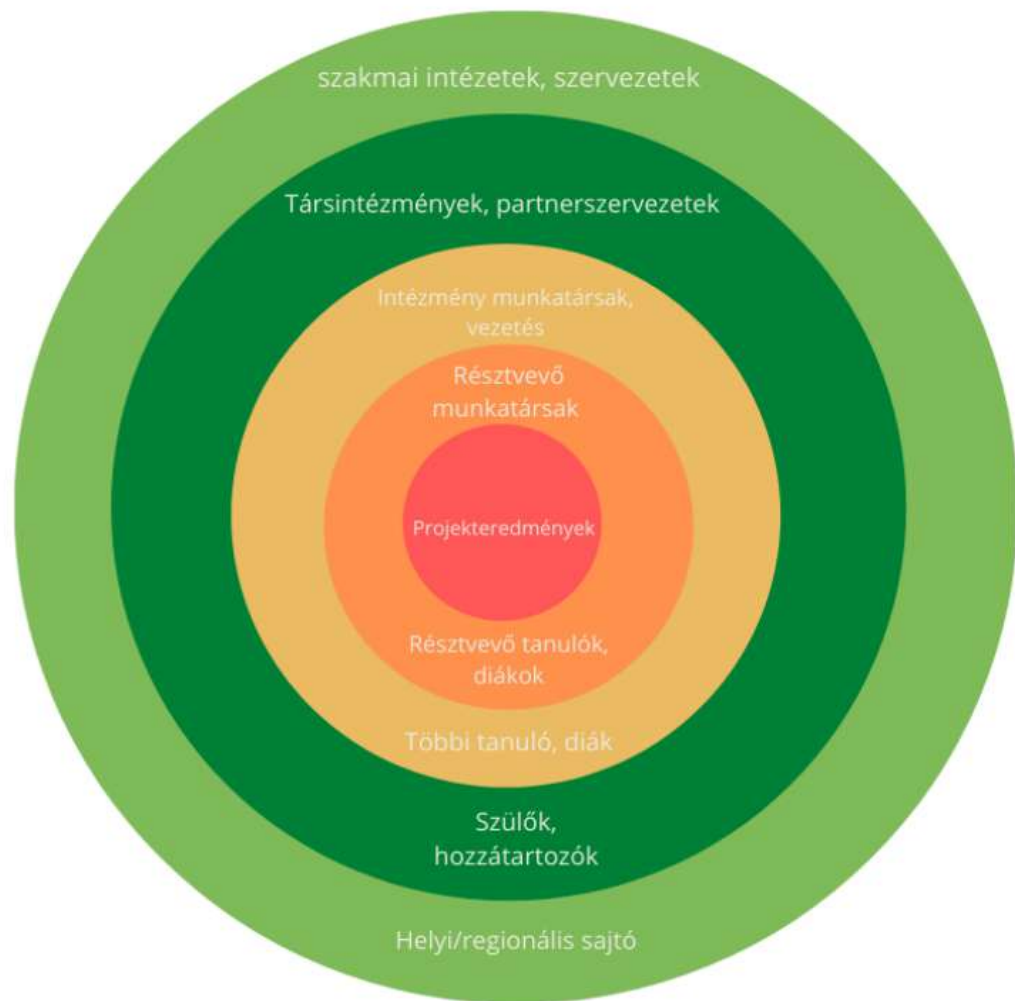 szakmai intézetek, szervezetek
Társintézmények, partnerszervezetek
Intézmény munkatársak,
vezetés
Résztvevő
munkatársak
Projekteredmények
Résztvevő tanulók,
diákok
Többi tanuló, diák
Szülők,
hozzátartozók
Helyi/regionális sajtó